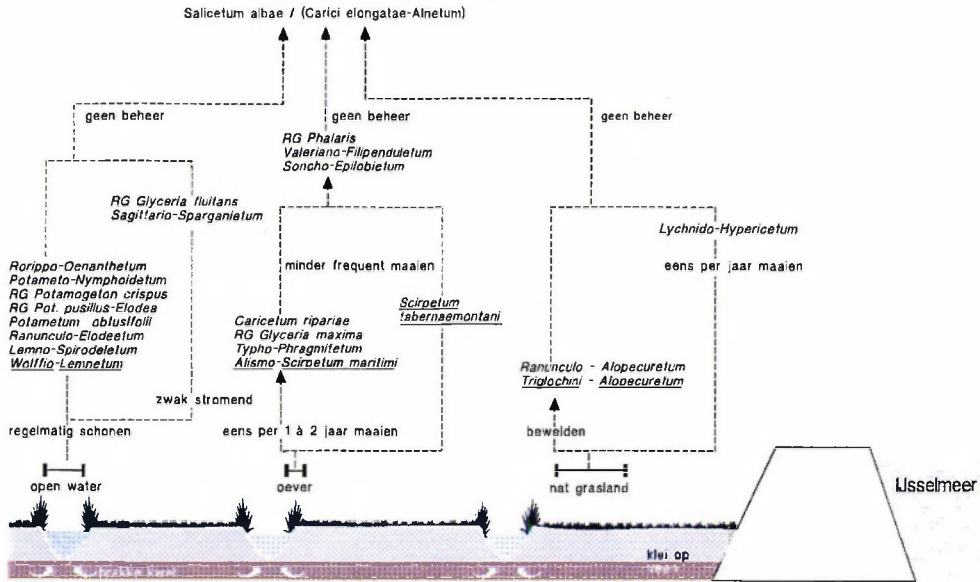 Salicetum albae / (Carici elongatae-Alnetum)
geen beheer
geen beheer
geen beheer
RG Phalaris
Valeriano-Filipenduletum
Soncho-Epilobietum
RG Glyceria fluitans
Sagittario-Sparganietum
Lychnido-Hypericetum
Rorippo-Oenanthetum
Potameto-Nymphoidetum
RG Potamogeton crispus
RG Pot. pusillus-Elodea
Potametum obtusifolii
Ranunculo-Elodeetum
Lemno-Spirodeletum
Wolffio-Lemnetum
minder frequent maaien
eens per jaar maaien
Scirpetum
tabernaemontani
Caricetum ripariae
RG Glyceria maxima
Typho-Phragmitetum
Alismo-Scirpetum maritimi
Ranunculo - Alopecuretum
Triglochini - Alopecuretum
zwak stromend
regelmatig schonen
eens per 1 à 2 jaar maaien
beweiden
open water
oever
nat grasland
IJsselmeer
klei op
veen
brakke kwel